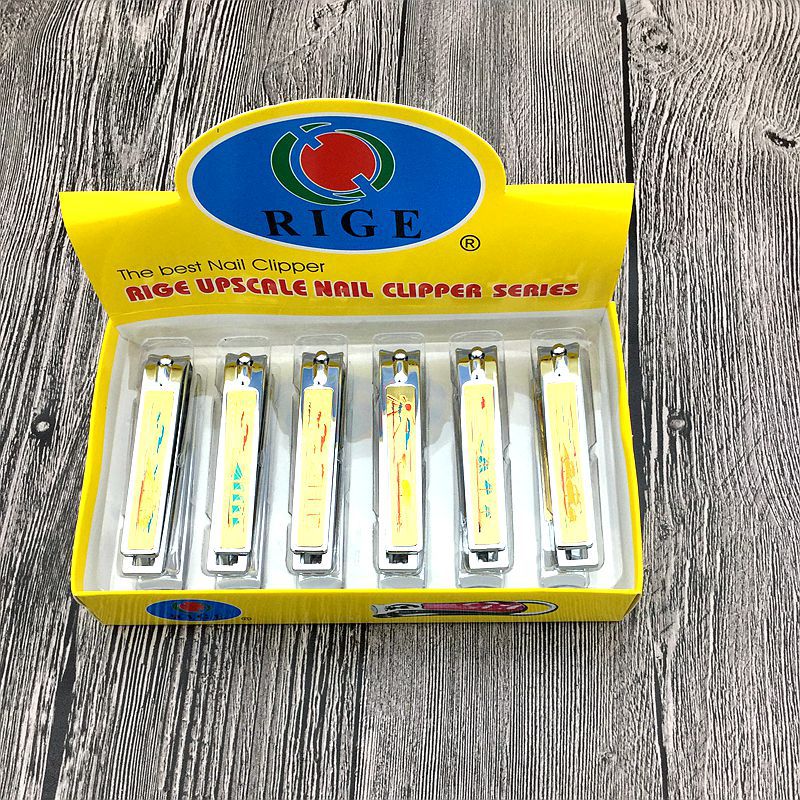 RIGE
®
The best Nail Clipper
RIGE UPSCALE NAIL CLIPPER SERIES
®